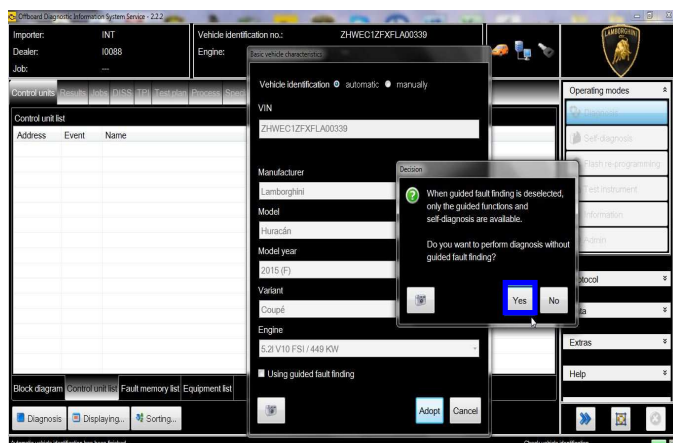 Offboard Diagnostic Information System Service - 2.2.2
Importer: INT
Dealer: I0088
Job: ---
Vehicle identification no.: ZHWEC1ZFXFLA00339
Engine:
LAMBORGHINI
Control units Results Jobs DISS TPI Test plan Process Spec
Control unit list
Address Event Name
Basic vehicle characteristics
Vehicle identification automatic manually
VIN
ZHWEC1ZFXFLA00339
Manufacturer
Lamborghini
Model
Huracán
Model year
2015 (F)
Variant
Coupé
Engine
5.2l V10 FSI / 449 KW
Using guided fault finding
Adopt Cancel
Decision
When guided fault finding is deselected,
only the guided functions and
self-diagnosis are available.
Do you want to perform diagnosis without
guided fault finding?
Yes No
Operating modes
Diagnosis
Self-diagnosis
Flash re-programming
Test instrument
Information
Admin
Extras
Help
Block diagram Control unit list Fault memory list Equipment list
Diagnosis Displaying... Sorting...